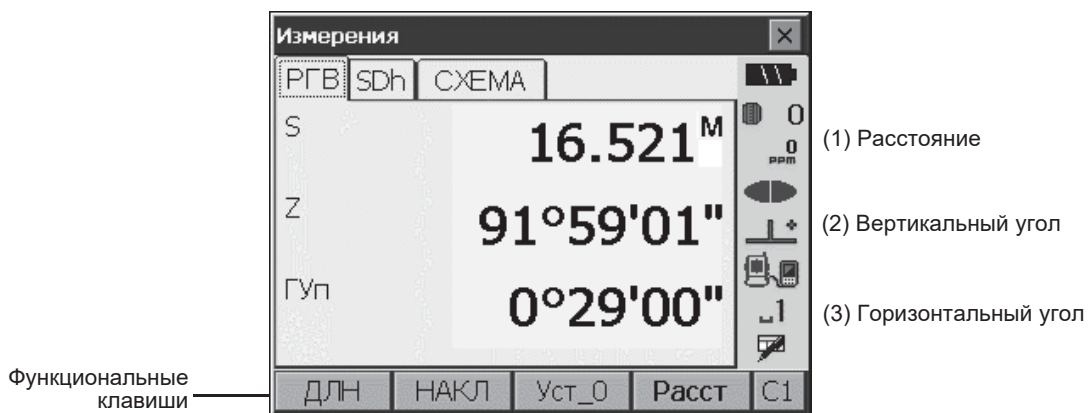 Измерения
РГВ SDh СХЕМА
S 16.521 M
0
0
ppm
(1) Расстояние
Z 91°59'01"
(2) Вертикальный угол
ГУп 0°29'00"
1
(3) Горизонтальный угол
Функциональные
клавиши
ДЛН НАКЛ Уст_0 Расст С1